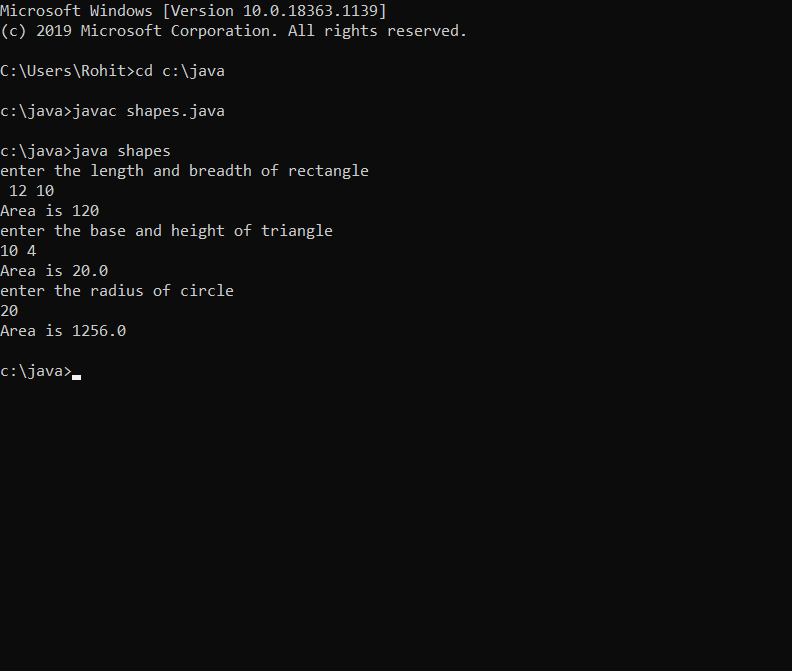 Microsoft Windows [Version 10.0.18363.1139]
(c) 2019 Microsoft Corporation. All rights reserved.
C:\Users\Rohit>cd c:\java
c:\java>javac shapes.java
c:\java>java shapes
enter the length and breadth of rectangle
 12 10
Area is 120
enter the base and height of triangle
10 4
Area is 20.0
enter the radius of circle
20
Area is 1256.0
c:\java>